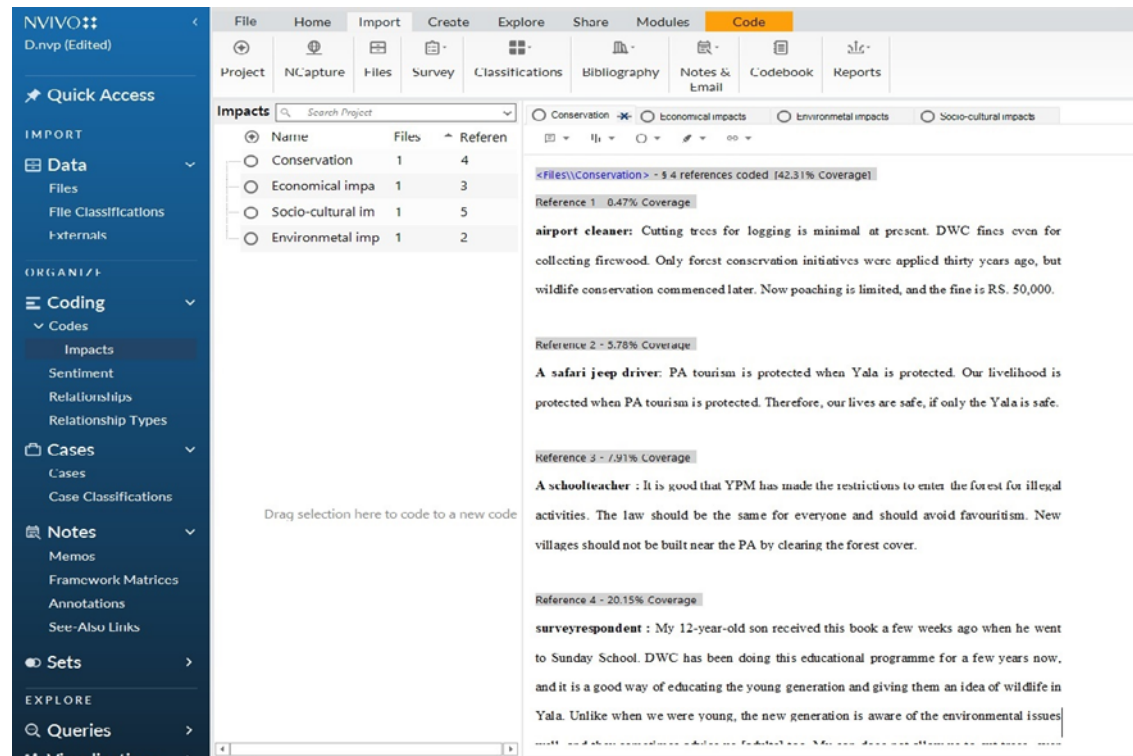 NVIVO
D.nvp (Edited)
Quick Access
IMPORT
Data
Files
File Classifications
Externals
ORGANIZE
Coding
Codes
Impacts
Sentiment
Relationships
Relationship Types
Cases
Cases
Case Classifications
Notes
Memos
Framework Matrices
Annotations
See-Also Links
Sets
EXPLORE
Queries
File Home Import Create Explore Share Modules Code
Project NCapture Files Survey Classifications Bibliography Notes & Email Codebook Reports
Impacts Search Project
Name Files Referen
Conservation 1 4
Economical impa 1 3
Socio-cultural im 1 5
Environmetal imp 1 2
Drag selection here to code to a new code
Conservation Economical impacts Environmetal impacts Socio-cultural impacts
<Files\\Conservation> - § 4 references coded [42.31% Coverage]
Reference 1 8.47% Coverage
airport cleaner: Cutting trees for logging is minimal at present. DWC fines even for
collecting firewood. Only forest conservation initiatives were applied thirty years ago, but
wildlife conservation commenced later. Now poaching is limited, and the fine is RS. 50,000.
Reference 2 - 5.78% Coverage
A safari jeep driver: PA tourism is protected when Yala is protected. Our livelihood is
protected when PA tourism is protected. Therefore, our lives are safe, if only the Yala is safe.
Reference 3 - 7.91% Coverage
A schoolteacher : It is good that YPM has made the restrictions to enter the forest for illegal
activities. The law should be the same for everyone and should avoid favouritism. New
villages should not be built near the PA by clearing the forest cover.
Reference 4 - 20.15% Coverage
surveyrespondent : My 12-year-old son received this book a few weeks ago when he went
to Sunday School. DWC has been doing this educational programme for a few years now,
and it is a good way of educating the young generation and giving them an idea of wildlife in
Yala. Unlike when we were young, the new generation is aware of the environmental issues